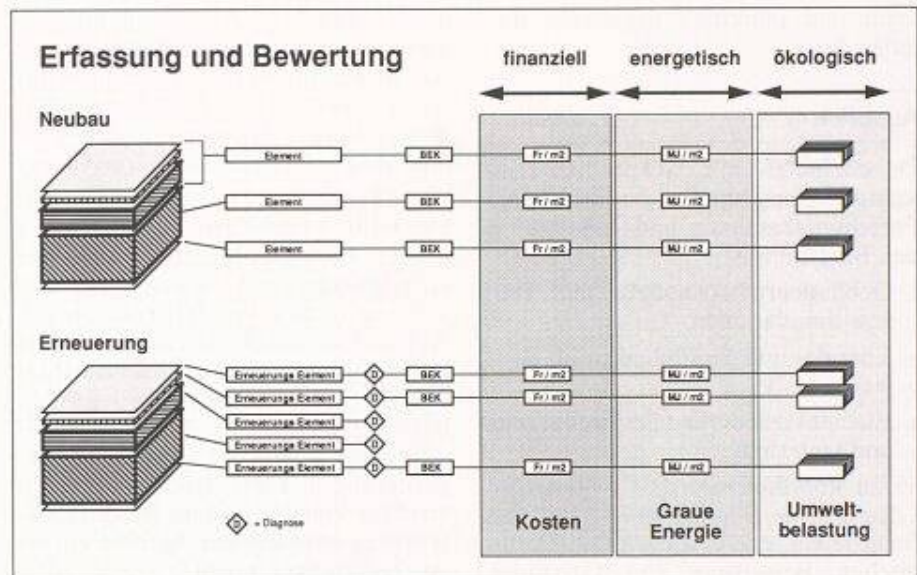 Erfassung und Bewertung
finanziell energetisch ökologisch
Neubau
Element BEK Fr / m2 MJ / m2
Element BEK Fr / m2 MJ / m2
Element BEK Fr / m2 MJ / m2
Erneuerung
Erneuerungs Element D BEK Fr / m2 MJ / m2
Erneuerungs Element D BEK Fr / m2 MJ / m2
Erneuerungs Element D
Erneuerungs Element D
Erneuerungs Element D BEK Fr / m2 MJ / m2
D = Diagnose
Kosten Graue Energie Umwelt-
belastung